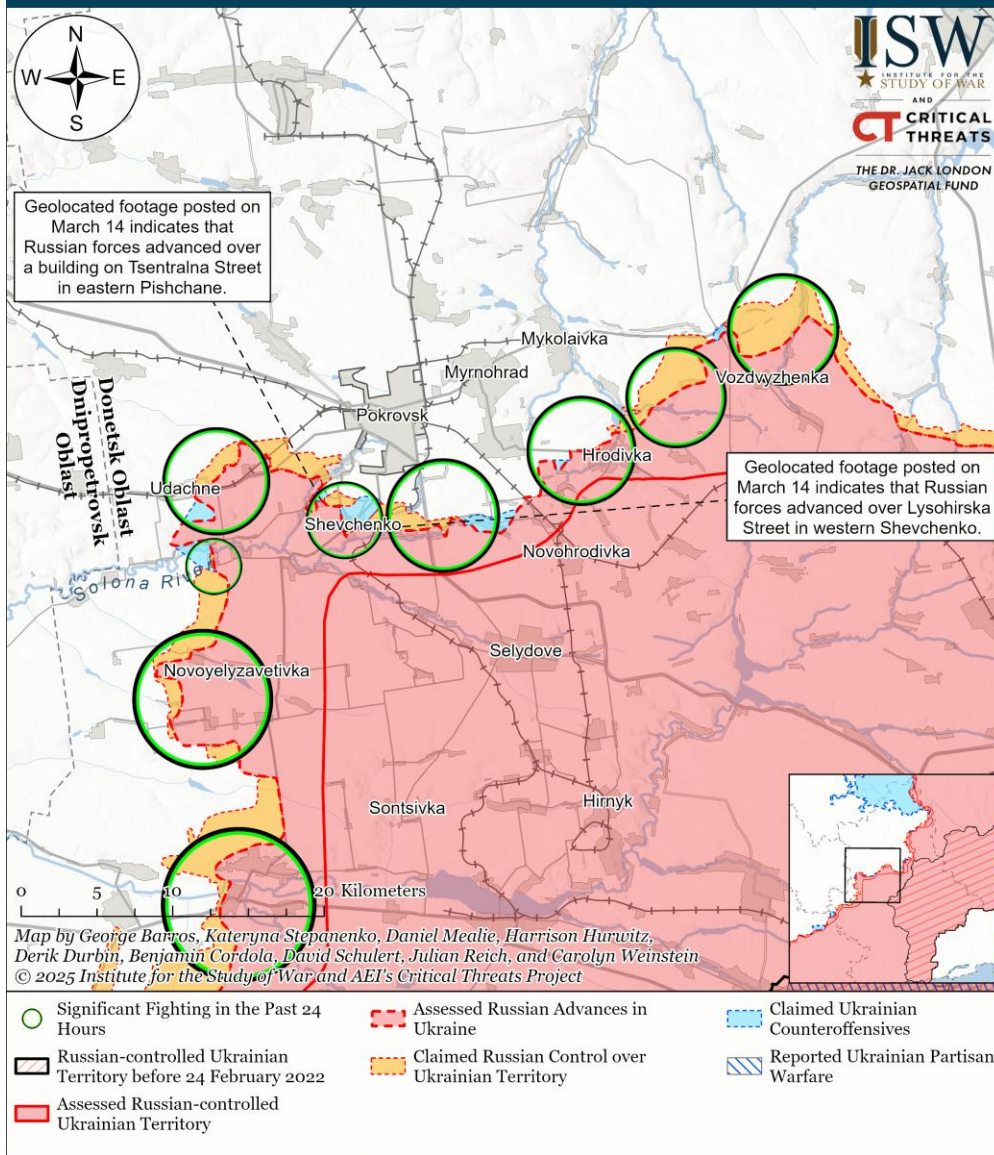 N
W E
S
ISW
INSTITUTE FOR THE
STUDY OF WAR
AND
CT CRITICAL
THREATS
THE DR. JACK LONDON
GEOSPATIAL FUND
Geolocated footage posted on
March 14 indicates that
Russian forces advanced over
a building on Tsentralna Street
in eastern Pishchane.
Mykolaivka
Myrnohrad
Vozdvyzhenka
Pokrovsk
Donetsk Oblast
Dnipropetrovsk
Oblast
Hrodivka
Udachne
Geolocated footage posted on
March 14 indicates that Russian
forces advanced over Lysohirska
Street in western Shevchenko.
Shevchenko
Novohrodivka
Solona River
Selydove
Novoyelyzavetivka
Sontsivka
Hirnyk
0 5 10 20 Kilometers
Map by George Barros, Kateryna Stepanenko, Daniel Mealie, Harrison Hurwitz,
Derik Durbin, Benjamin Cordola, David Schulert, Julian Reich, and Carolyn Weinstein
© 2025 Institute for the Study of War and AEI's Critical Threats Project
Significant Fighting in the Past 24
Hours
Russian-controlled Ukrainian
Territory before 24 February 2022
Assessed Russian-controlled
Ukrainian Territory
Assessed Russian Advances in
Ukraine
Claimed Russian Control over
Ukrainian Territory
Claimed Ukrainian
Counteroffensives
Reported Ukrainian Partisan
Warfare